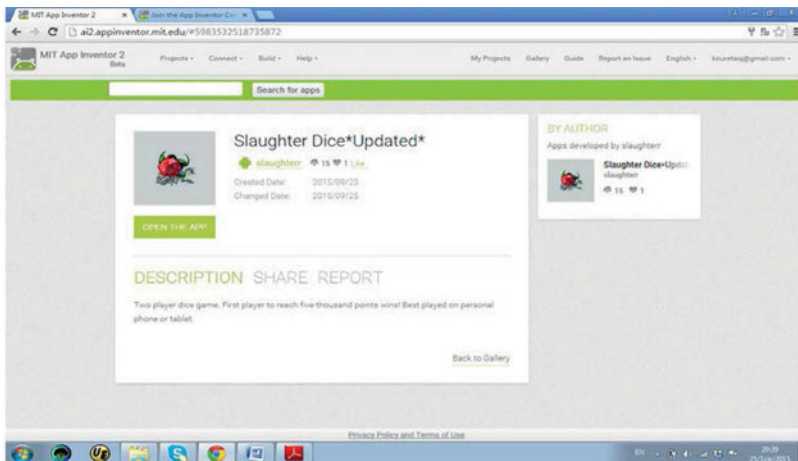 MIT App Inventor 2
Join the App Inventor Co
ai2.appinventor.mit.edu/#5983532518735872
MIT App Inventor 2
Beta
Projects
Connect
Build
Help
My Projects
Gallery
Guide
Report an Issue
English
Search for apps
Slaughter Dice*Updated*
slaughterr 15 1 Like
Created Date: 2015/09/23
Changed Date: 2015/09/25
OPEN THE APP
DESCRIPTION SHARE REPORT
Two player dice game. First player to reach five thousand points wins! Best played on personal
phone or tablet.
Back to Gallery
BY AUTHOR
Apps developed by slaughterr
Slaughter Dice*Updat
slaughterr
15 1
Privacy Policy and Terms of Use
EN
20:39